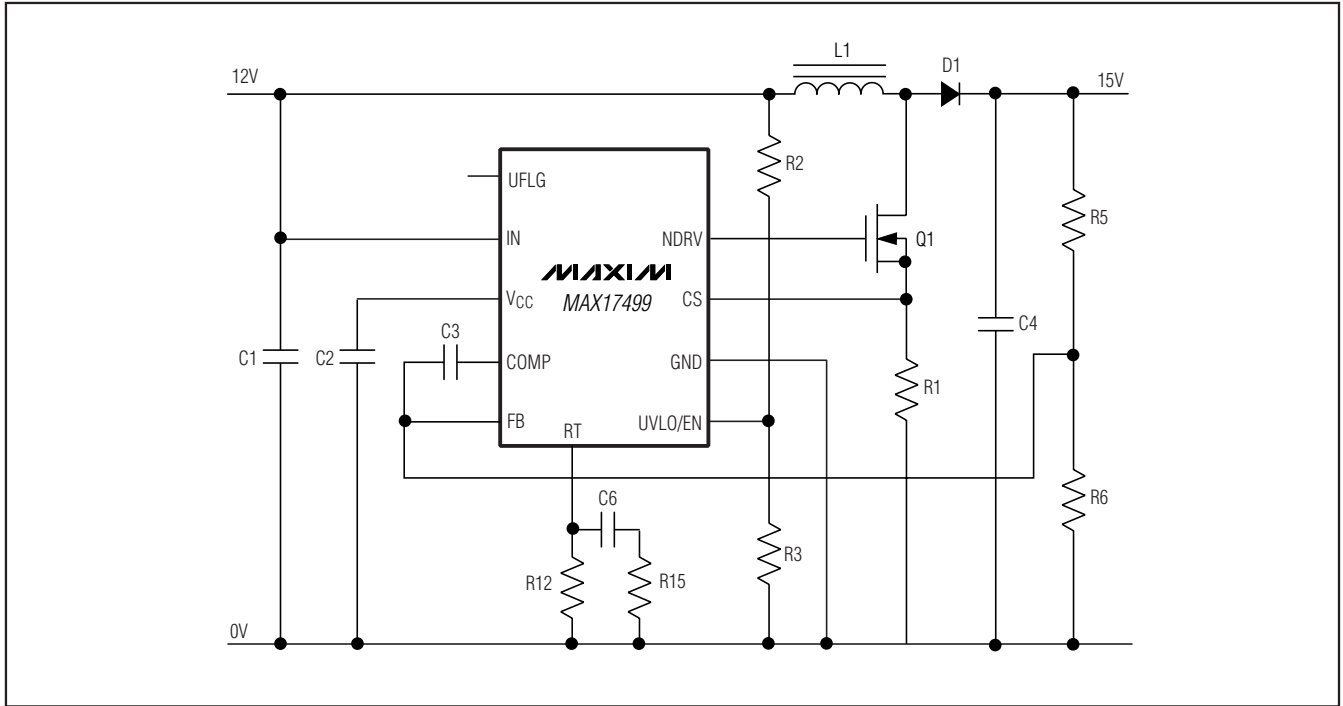 L1
D1
12V
15V
R2
UFLG
R5
IN
NDRV
Q1
MAXIM
MAX17499
VCC
CS
C3
C4
C1
C2
COMP
GND
R1
FB
UVLO/EN
RT
R6
C6
R3
R12
R15
0V